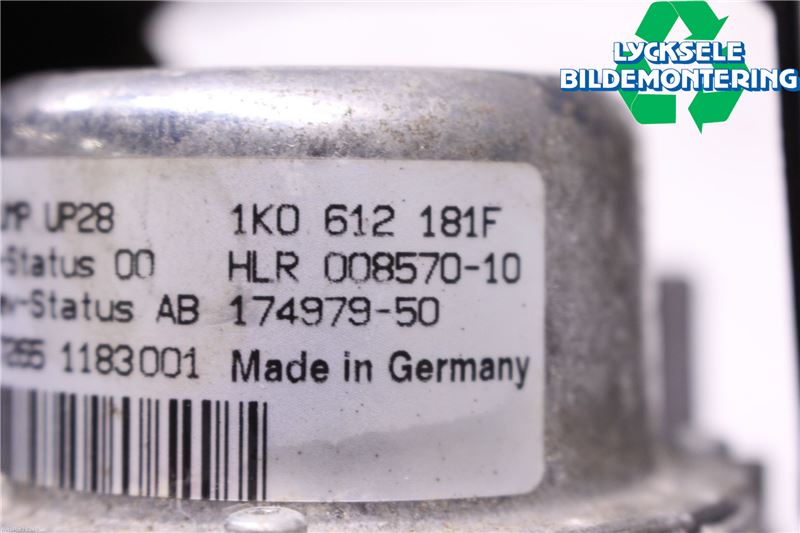 LYCKSELE
BILDEMONTERING
UP28 1K0 612 181F
-Status 00 HLR 008570-10
-Status AB 174979-50
1183001 Made in Germany